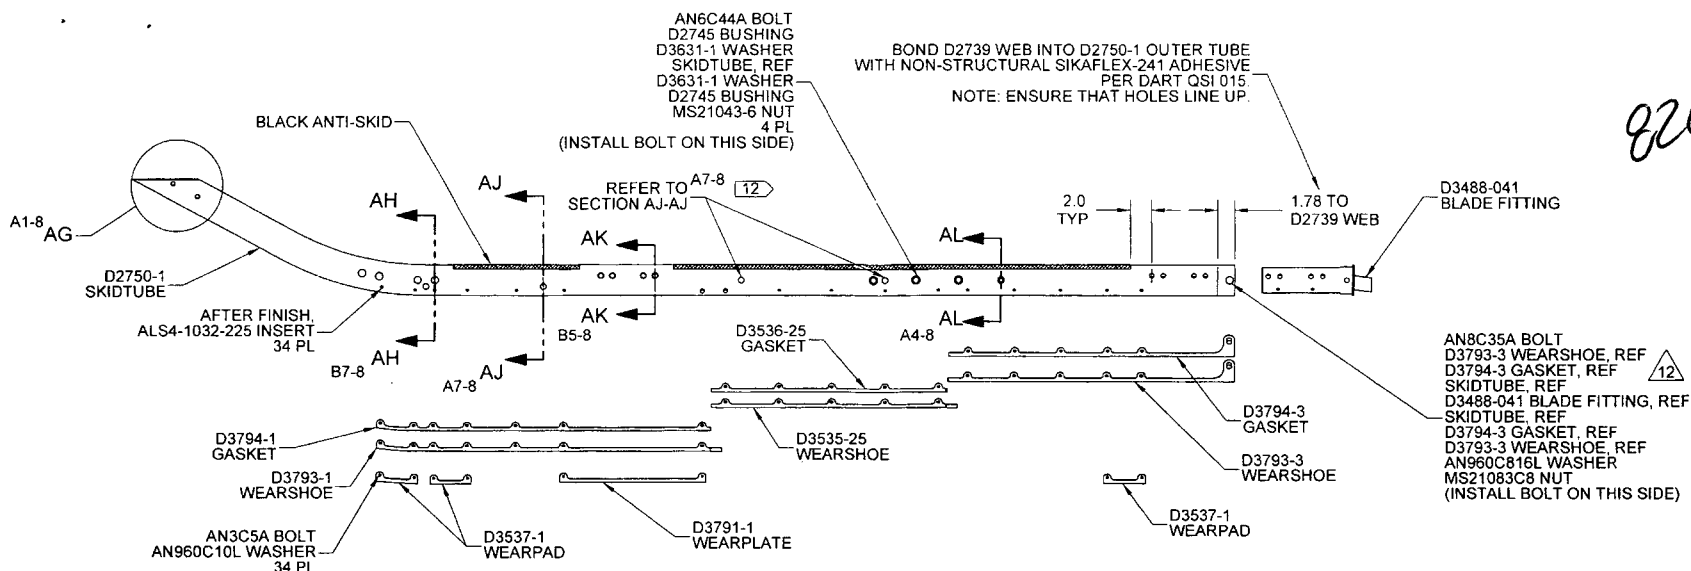 AN6C44A BOLT
D2745 BUSHING
D3631-1 WASHER
SKIDTUBE, REF
D3631-1 WASHER
D2745 BUSHING
MS21043-6 NUT
4 PL
(INSTALL BOLT ON THIS SIDE)
BOND D2739 WEB INTO D2750-1 OUTER TUBE
WITH NON-STRUCTURAL SIKAFLEX-241 ADHESIVE
PER DART QSI 015.
NOTE: ENSURE THAT HOLES LINE UP.
BLACK ANTI-SKID
REFER TO
SECTION AJ-AJ
A7-8
12
2.0
TYP
1.78 TO
D2739 WEB
D3488-041
BLADE FITTING
A1-8
AG
AH
AJ
AK
AL
D2750-1
SKIDTUBE
AFTER FINISH,
ALS4-1032-225 INSERT
34 PL
AH
B7-8
AJ
A7-8
AK
B5-8
AL
A4-8
D3536-25
GASKET
D3794-1
GASKET
D3793-1
WEARSHOE
AN3C5A BOLT
AN960C10L WASHER
34 PL
D3537-1
WEARPAD
D3791-1
WEARPLATE
D3535-25
WEARSHOE
D3794-3
GASKET
D3793-3
WEARSHOE
D3537-1
WEARPAD
AN8C35A BOLT
D3793-3 WEARSHOE, REF
D3794-3 GASKET, REF
12
SKIDTUBE, REF
D3488-041 BLADE FITTING, REF
SKIDTUBE, REF
D3794-3 GASKET, REF
D3793-3 WEARSHOE, REF
AN960C816L WASHER
MS21083C8 NUT
(INSTALL BOLT ON THIS SIDE)